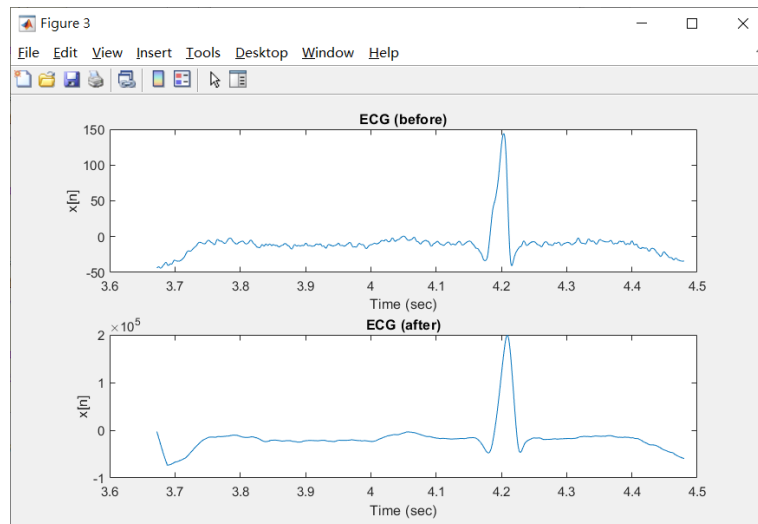 Figure 3
File Edit View Insert Tools Desktop Window Help
ECG (before)
150
100
50
0
-50
x[n]
3.6 3.7 3.8 3.9 4 4.1 4.2 4.3 4.4 4.5
Time (sec)
ECG (after)
×10^5
2
1
0
-1
x[n]
3.6 3.7 3.8 3.9 4 4.1 4.2 4.3 4.4 4.5
Time (sec)